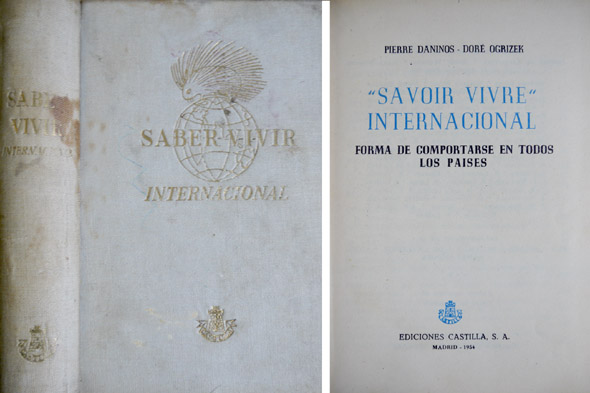 SABER
VIVIR
INTERNACIONAL
SABER-VIVIR
INTERNACIONAL
PIERRE DANINOS - DORÉ OGRIZEK
"SAVOIR VIVRE"
INTERNACIONAL
FORMA DE COMPORTARSE EN TODOS
LOS PAISES
EDICIONES CASTILLA, S. A.
MADRID - 1954